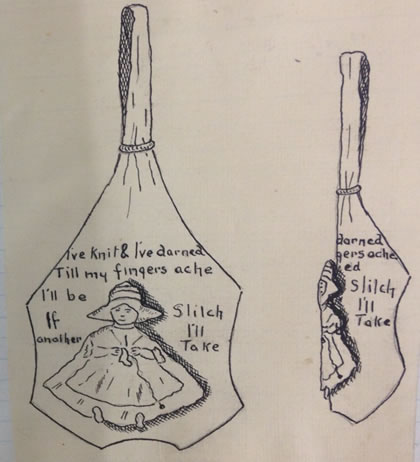 I've knit & I've darned
Till my fingers ache
I'll be
If
another
Stitch
I'll
Take
darned
gers ache
ed
Stitch
I'll
Take